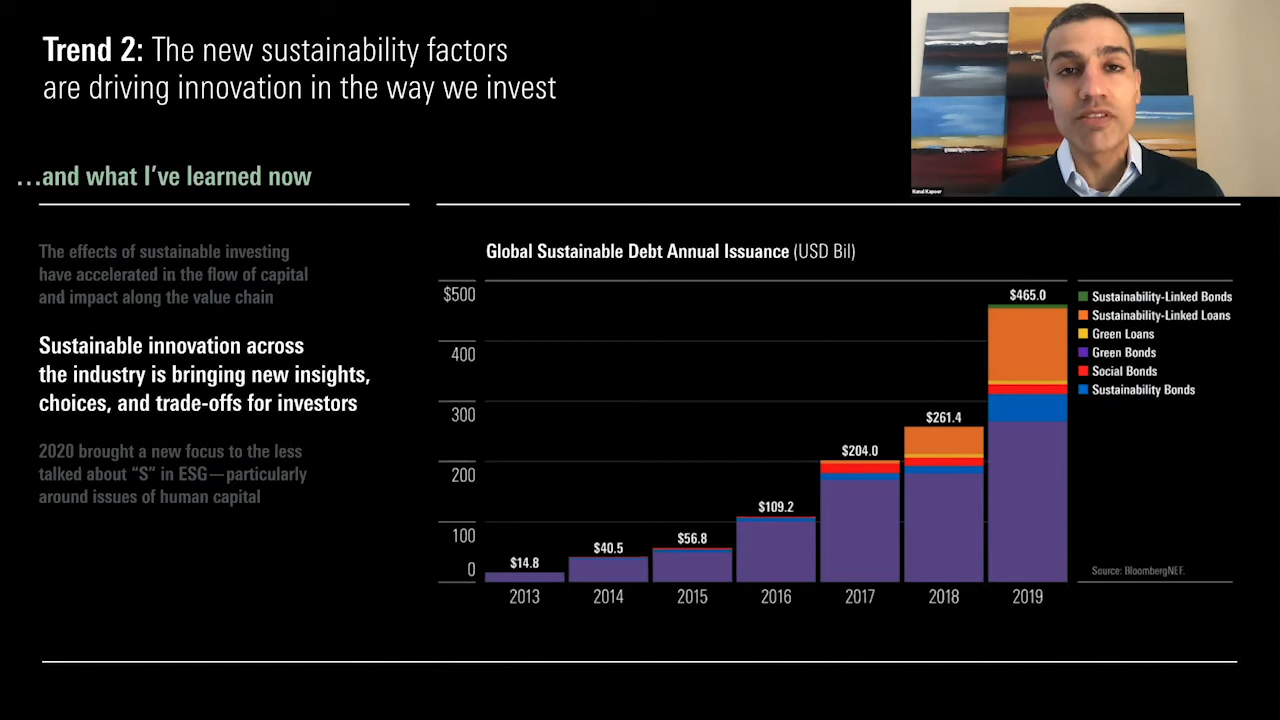 Trend 2: The new sustainability factors
are driving innovation in the way we invest
Kunal Kapoor
…and what I've learned now
The effects of sustainable investing
have accelerated in the flow of capital
and impact along the value chain
Sustainable innovation across
the industry is bringing new insights,
choices, and trade-offs for investors
2020 brought a new focus to the less
talked about “S” in ESG—particularly
around issues of human capital
Global Sustainable Debt Annual Issuance (USD Bil)
$500
400
300
200
100
0
$14.8
$40.5
$56.8
$109.2
$204.0
$261.4
$465.0
2013
2014
2015
2016
2017
2018
2019
Sustainability-Linked Bonds
Sustainability-Linked Loans
Green Loans
Green Bonds
Social Bonds
Sustainability Bonds
Source: BloombergNEF.